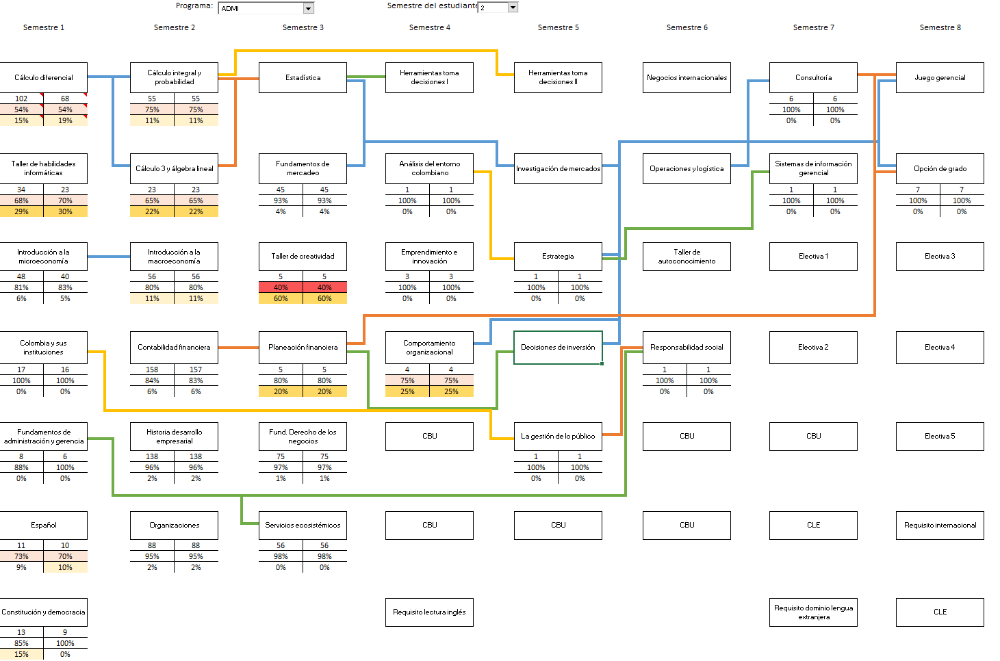 Programa: ADMI Semestre del estudiante 2
Semestre 1 Semestre 2 Semestre 3 Semestre 4 Semestre 5 Semestre 6 Semestre 7 Semestre 8
Cálculo diferencial
Cálculo integral y
probabilidad
Estadística
Herramientas toma
decisiones I
Herramientas toma
decisiones II
Negocios internacionales
Consultoría
Juego gerencial
102 68 55 55 6 6
54% 54% 75% 75% 100% 100%
15% 19% 11% 11% 0% 0%
Taller de habilidades
informáticas
Cálculo 3 y álgebra lineal
Fundamentos de
mercadeo
Análisis del entorno
colombiano
Investigación de mercados
Operaciones y logística
Sistemas de información
gerencial
Opción de grado
34 23 23 23 45 45 1 1 1 1 7 7
68% 70% 65% 65% 93% 93% 100% 100% 100% 100% 100% 100%
29% 30% 22% 22% 4% 4% 0% 0% 0% 0% 0% 0%
Introducción a la
microeconomía
Introducción a la
macroeconomía
Taller de creatividad
Emprendimiento e
innovación
Estrategia
Taller de
autoconocimiento
Electiva 1
Electiva 3
48 40 56 56 5 5 3 3 1 1
81% 83% 80% 80% 40% 40% 100% 100% 100% 100%
6% 5% 11% 11% 60% 60% 0% 0% 0% 0%
Colombia y sus
instituciones
Contabilidad financiera
Planeación financiera
Comportamiento
organizacional
Decisiones de inversión
Responsabilidad social
Electiva 2
Electiva 4
17 16 158 157 5 5 4 4 1 1
100% 100% 84% 83% 80% 80% 75% 75% 100% 100%
0% 0% 6% 6% 20% 20% 25% 25% 0% 0%
Fundamentos de
administración y gerencia
Historia desarrollo
empresarial
Fund. Derecho de los
negocios
CBU
La gestión de lo público
CBU
CBU
Electiva 5
8 6 138 138 75 75 1 1
88% 100% 96% 96% 97% 97% 100% 100%
0% 0% 2% 2% 1% 1% 0% 0%
Español
Organizaciones
Servicios ecosistémicos
CBU
CBU
CBU
CLE
Requisito internacional
11 10 88 88 56 56
73% 70% 95% 95% 98% 98%
9% 10% 2% 2% 0% 0%
Constitución y democracia
Requisito lectura inglés
Requisito dominio lengua
extranjera
CLE
13 9
85% 100%
15% 0%